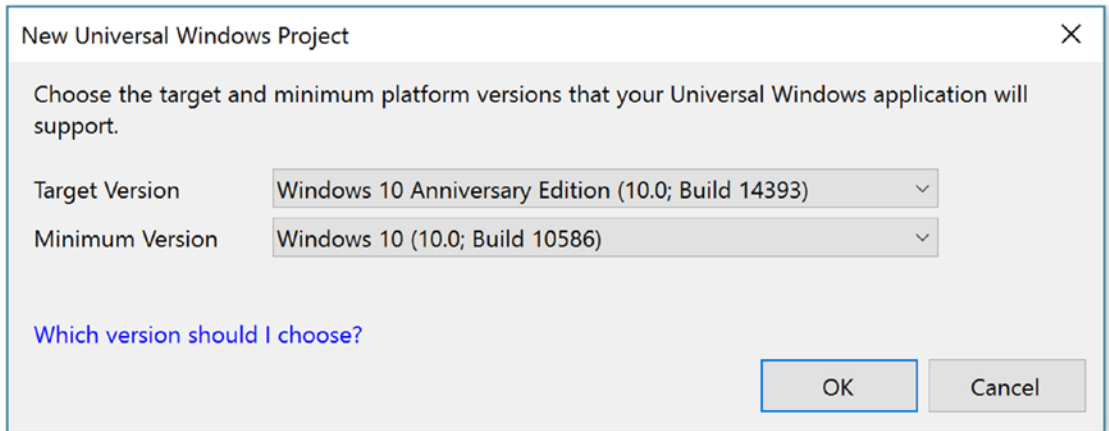 New Universal Windows Project
Choose the target and minimum platform versions that your Universal Windows application will
support.
Target Version
Windows 10 Anniversary Edition (10.0; Build 14393)
Minimum Version
Windows 10 (10.0; Build 10586)
Which version should I choose?
OK
Cancel